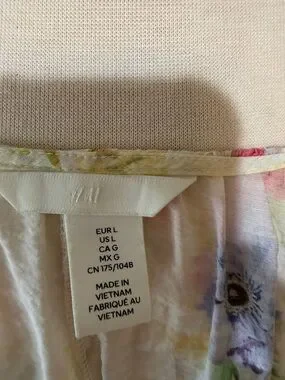 H&M
EUR L
US L
CA G
MX G
CN 175/104B
MADE IN
VIETNAM
FABRIQUÉ AU
VIETNAM